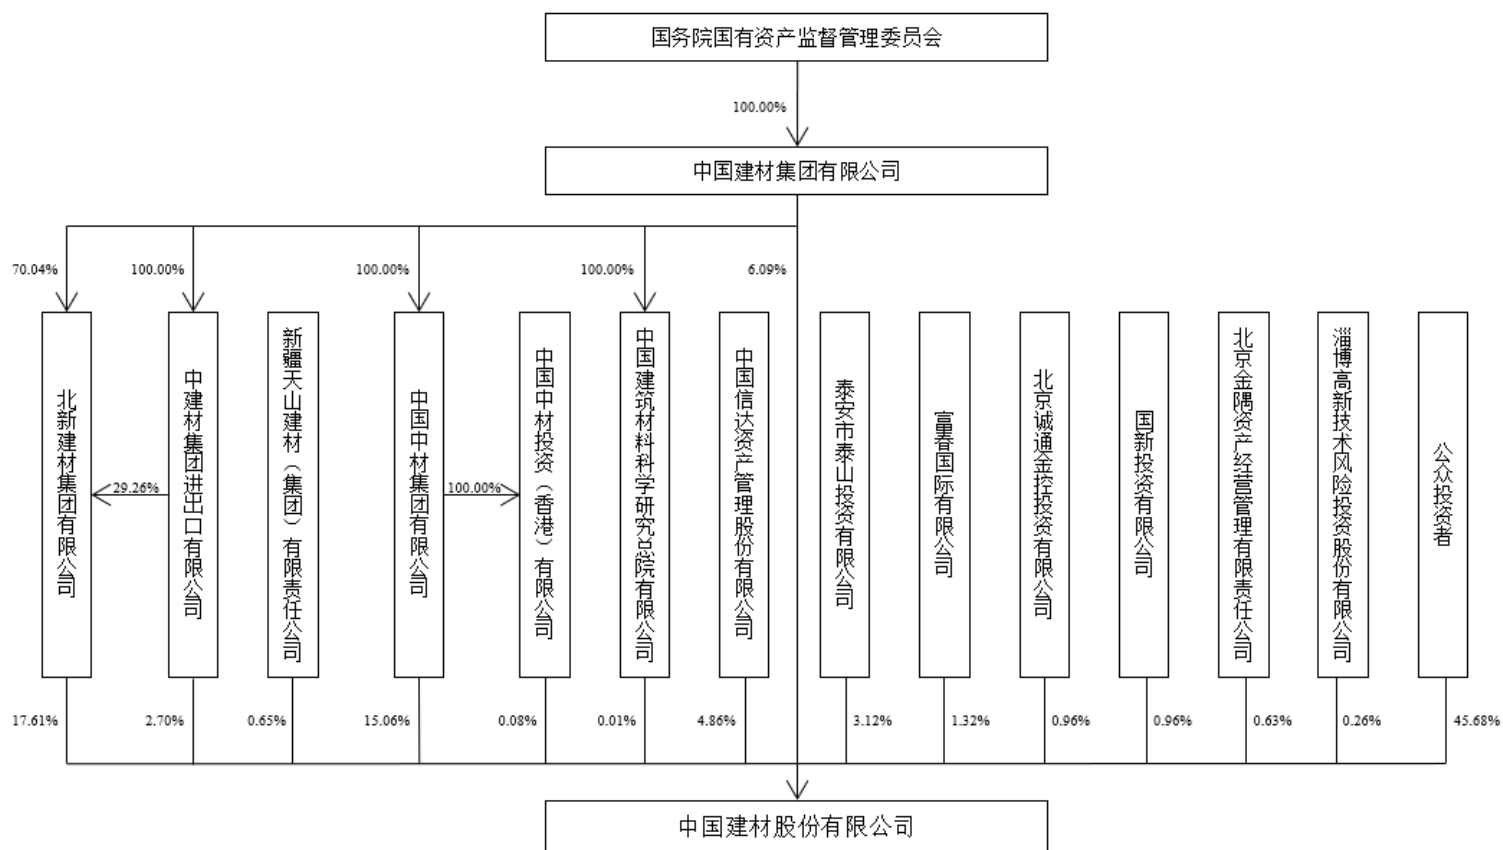 国务院国有资产监督管理委员会
100.00%
中国建材集团有限公司
70.04%
100.00%
100.00%
100.00%
6.09%
北新建材集团有限公司
29.26%
中建材集团进出口有限公司
新疆天山建材（集团）有限责任公司
中国中材集团有限公司
100.00%
中国中材投资（香港）有限公司
中国建筑材料科学研究总院有限公司
中国信达资产管理股份有限公司
泰安市泰山投资有限公司
富春国际有限公司
北京诚通金控投资有限公司
国新投资有限公司
北京金隅资产经营管理有限责任公司
淄博高新技术风险投资股份有限公司
公众投资者
17.61%
2.70%
0.65%
15.06%
0.08%
0.01%
4.86%
3.12%
1.32%
0.96%
0.96%
0.63%
0.26%
45.68%
中国建材股份有限公司